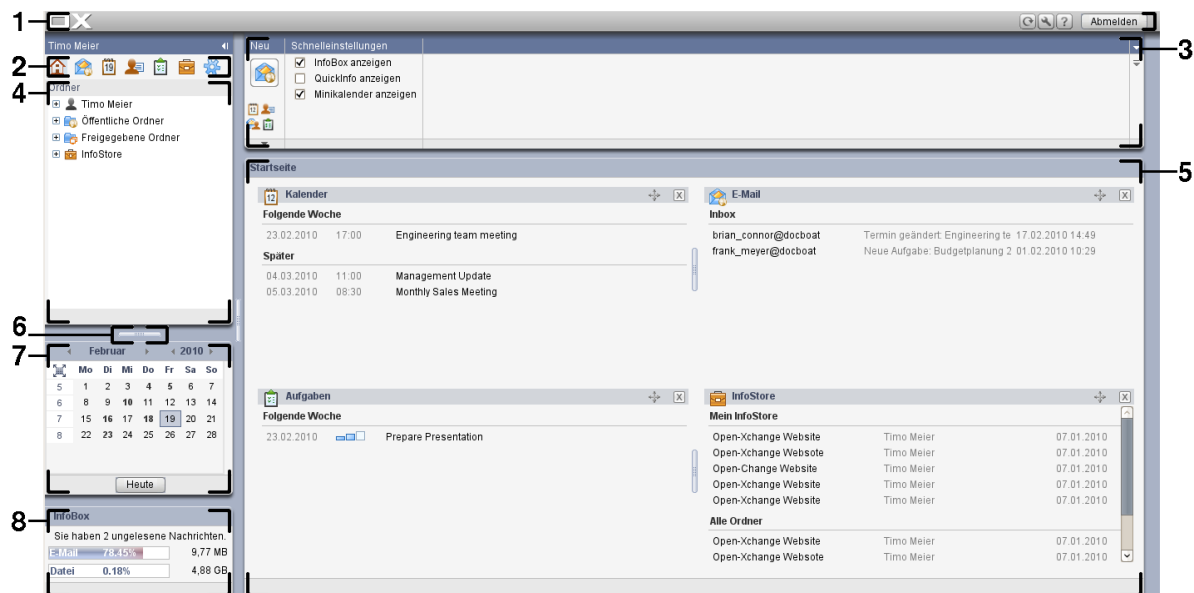 1
Abmelden
Timo Meier
Neu
Schnelleinstellungen
3
InfoBox anzeigen
QuickInfo anzeigen
Minikalender anzeigen
2
19
4
Ordner
Timo Meier
Öffentliche Ordner
Freigegebene Ordner
InfoStore
Startseite
5
12 Kalender
Folgende Woche
23.02.2010 17:00 Engineering team meeting
Später
04.03.2010 11:00 Management Update
05.03.2010 08:30 Monthly Sales Meeting
E-Mail
Inbox
brian_connor@docboat Termin geändert: Engineering te 17.02.2010 14:49
frank_meyer@docboat Neue Aufgabe: Budgetplanung 2 01.02.2010 10:29
6
7
Februar 2010
Mo Di Mi Do Fr Sa So
5 1 2 3 4 5 6 7
6 8 9 10 11 12 13 14
7 15 16 17 18 19 20 21
8 22 23 24 25 26 27 28
Heute
Aufgaben
Folgende Woche
23.02.2010 Prepare Presentation
InfoStore
Mein InfoStore
Open-Xchange Website Timo Meier 07.01.2010
Open-Xchange Websote Timo Meier 07.01.2010
Open-Change Website Timo Meier 07.01.2010
Open-Xchange Websote Timo Meier 07.01.2010
Open-Xchange Website Timo Meier 07.01.2010
Alle Ordner
Open-Xchange Website Timo Meier 07.01.2010
Open-Xchange Websote Timo Meier 07.01.2010
8
InfoBox
Sie haben 2 ungelesene Nachrichten.
E-Mail 78.45% 9,77 MB
Datei 0.18% 4,88 GB